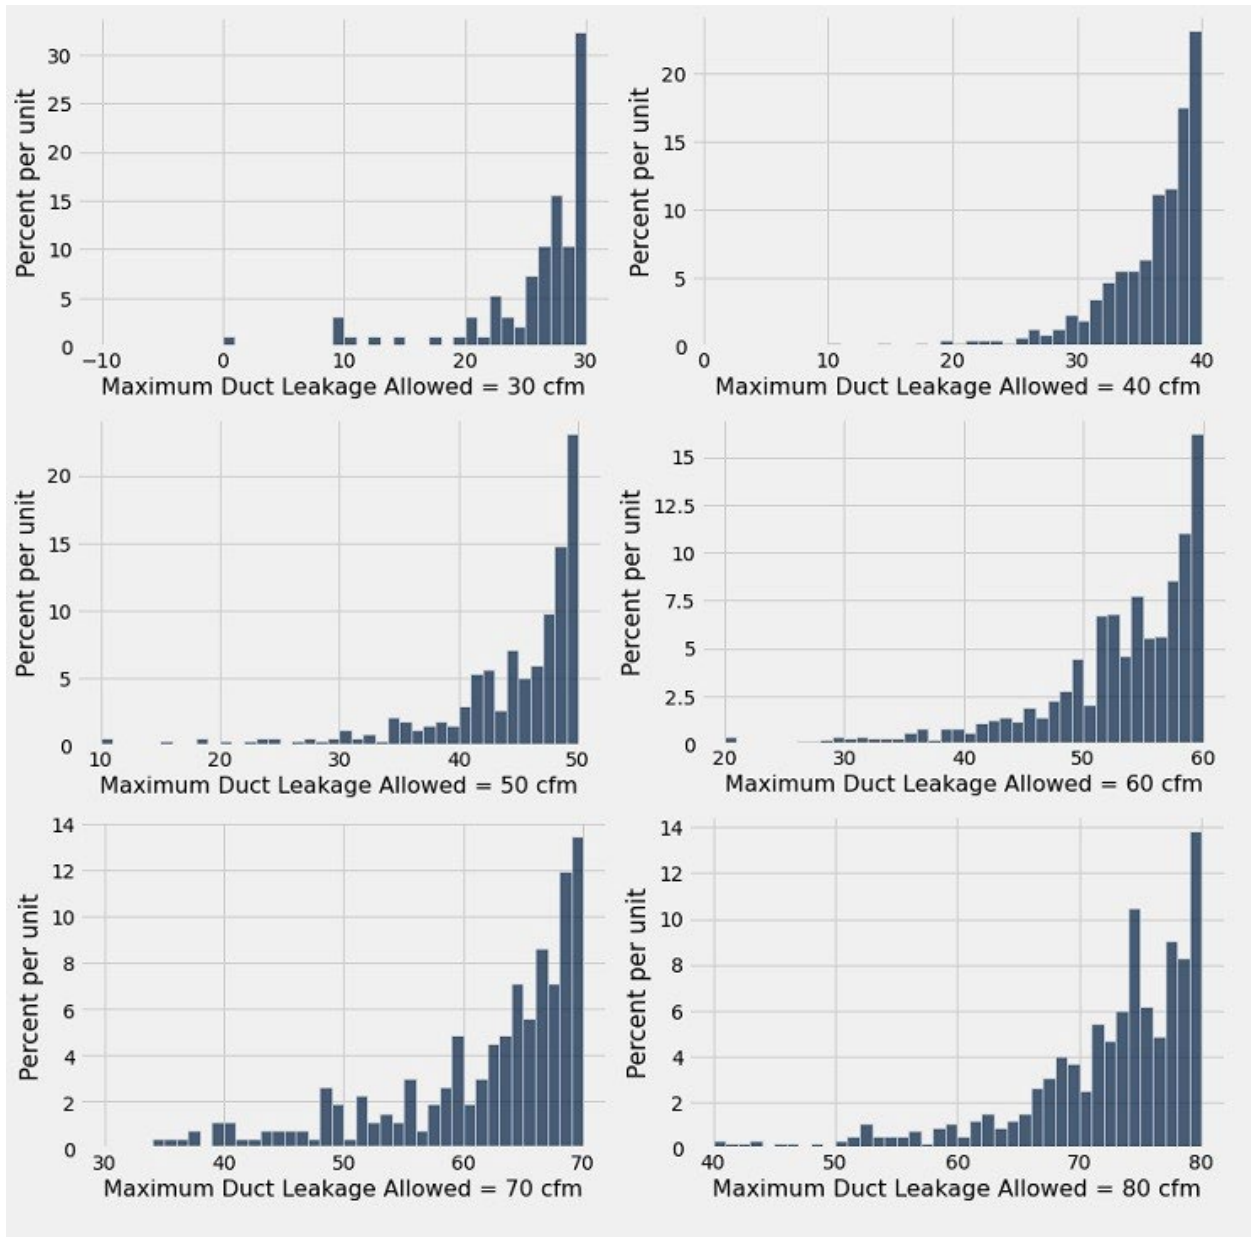 30
25
20
15
10
5
0
Percent per unit
−10 0 10 20 30
Maximum Duct Leakage Allowed = 30 cfm
20
15
10
5
0
Percent per unit
0 10 20 30 40
Maximum Duct Leakage Allowed = 40 cfm
20
15
10
5
0
Percent per unit
10 20 30 40 50
Maximum Duct Leakage Allowed = 50 cfm
15
12.5
10
7.5
5
2.5
0
Percent per unit
20 30 40 50 60
Maximum Duct Leakage Allowed = 60 cfm
14
12
10
8
6
4
2
0
Percent per unit
30 40 50 60 70
Maximum Duct Leakage Allowed = 70 cfm
14
12
10
8
6
4
2
0
Percent per unit
40 50 60 70 80
Maximum Duct Leakage Allowed = 80 cfm